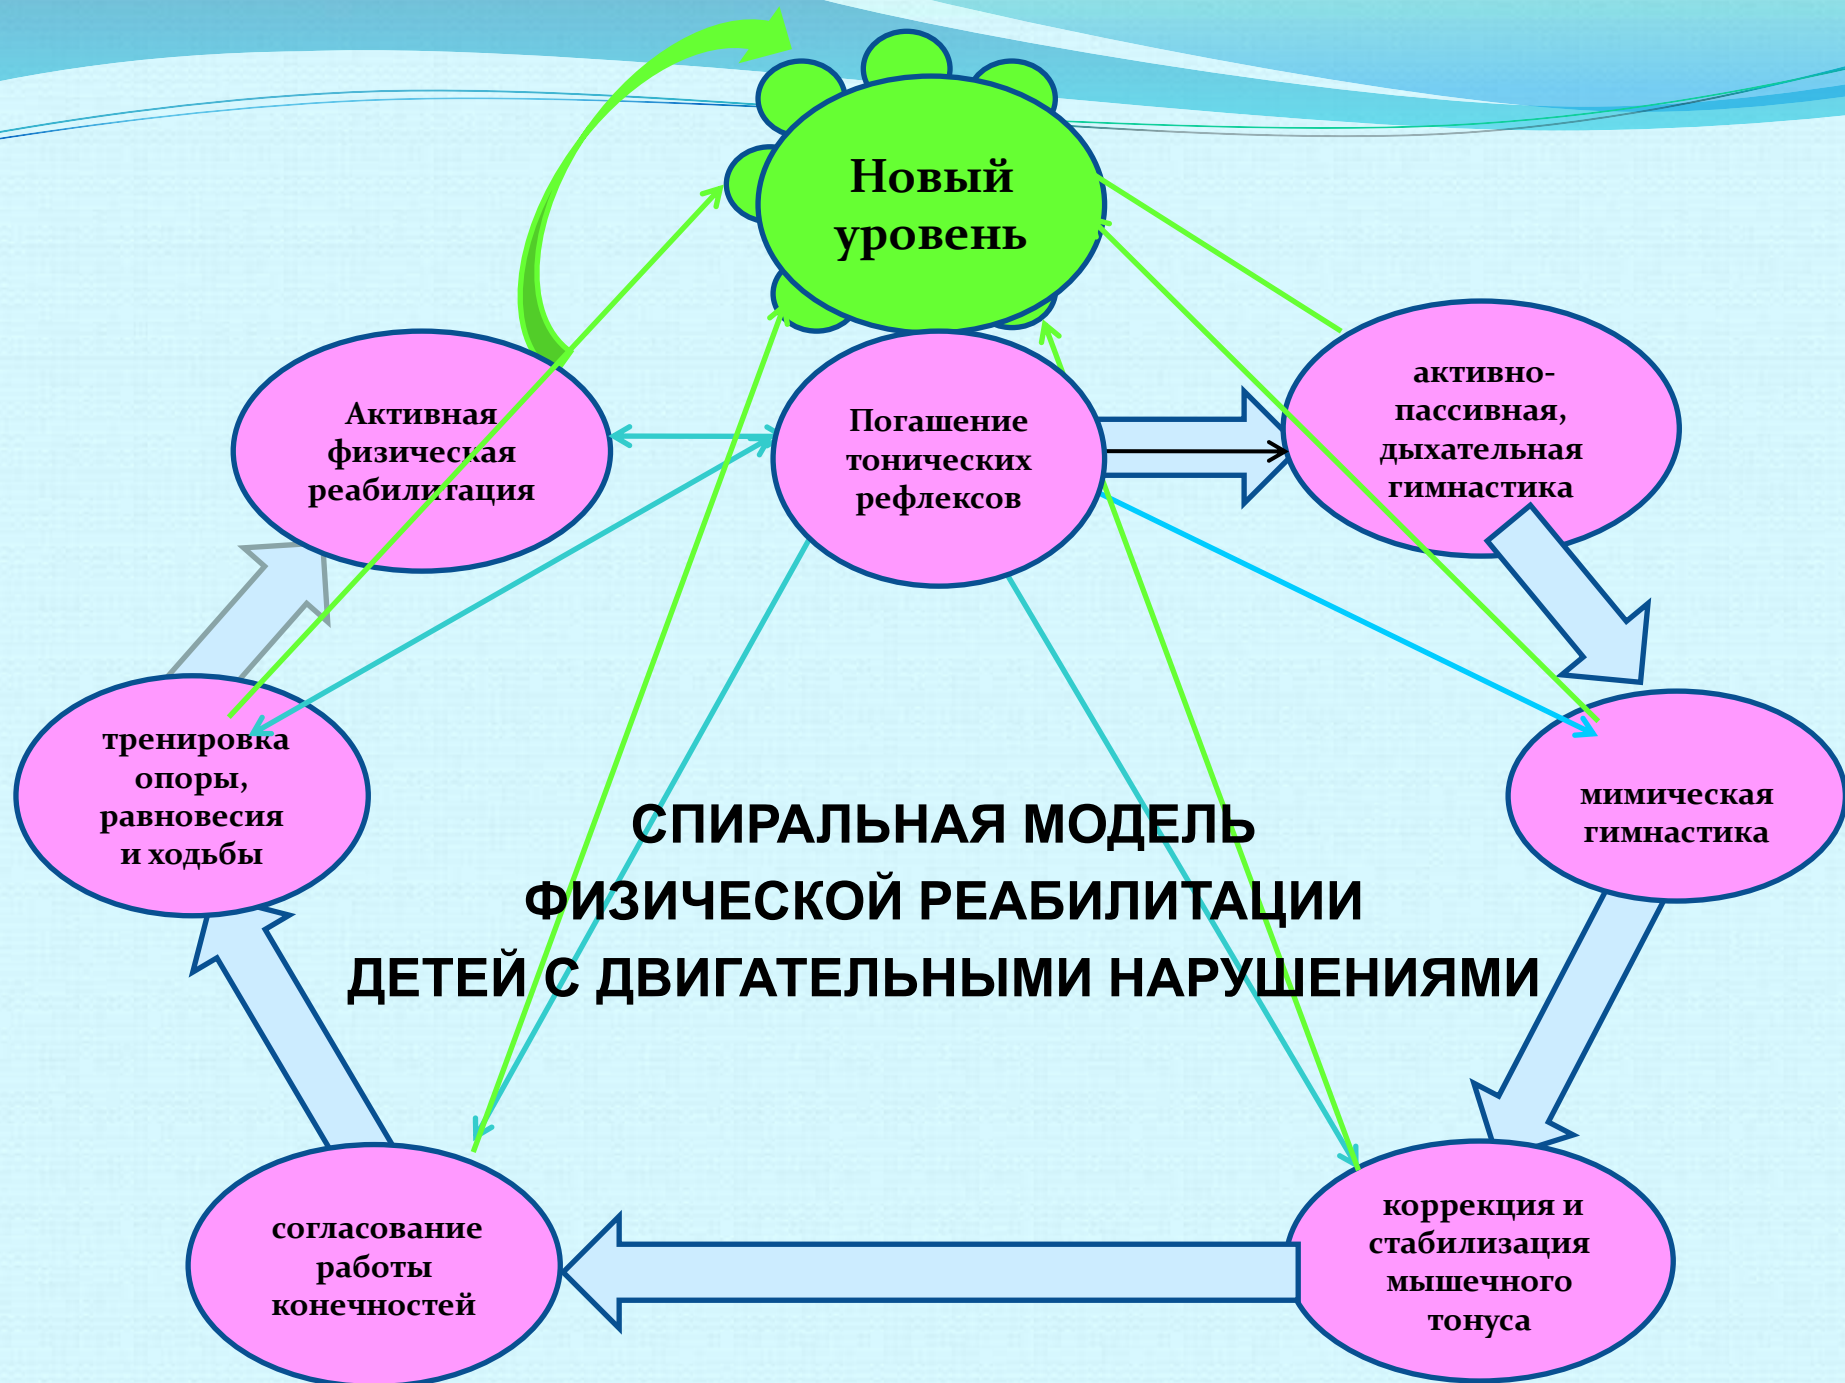 Новый
уровень
Активная
физическая
реабилитация
Погашение
тонических
рефлексов
активно-
пассивная,
дыхательная
гимнастика
тренировка
опоры,
равновесия
и ходьбы
мимическая
гимнастика
СПИРАЛЬНАЯ МОДЕЛЬ
ФИЗИЧЕСКОЙ РЕАБИЛИТАЦИИ
ДЕТЕЙ С ДВИГАТЕЛЬНЫМИ НАРУШЕНИЯМИ
согласование
работы
конечностей
коррекция и
стабилизация
мышечного
тонуса